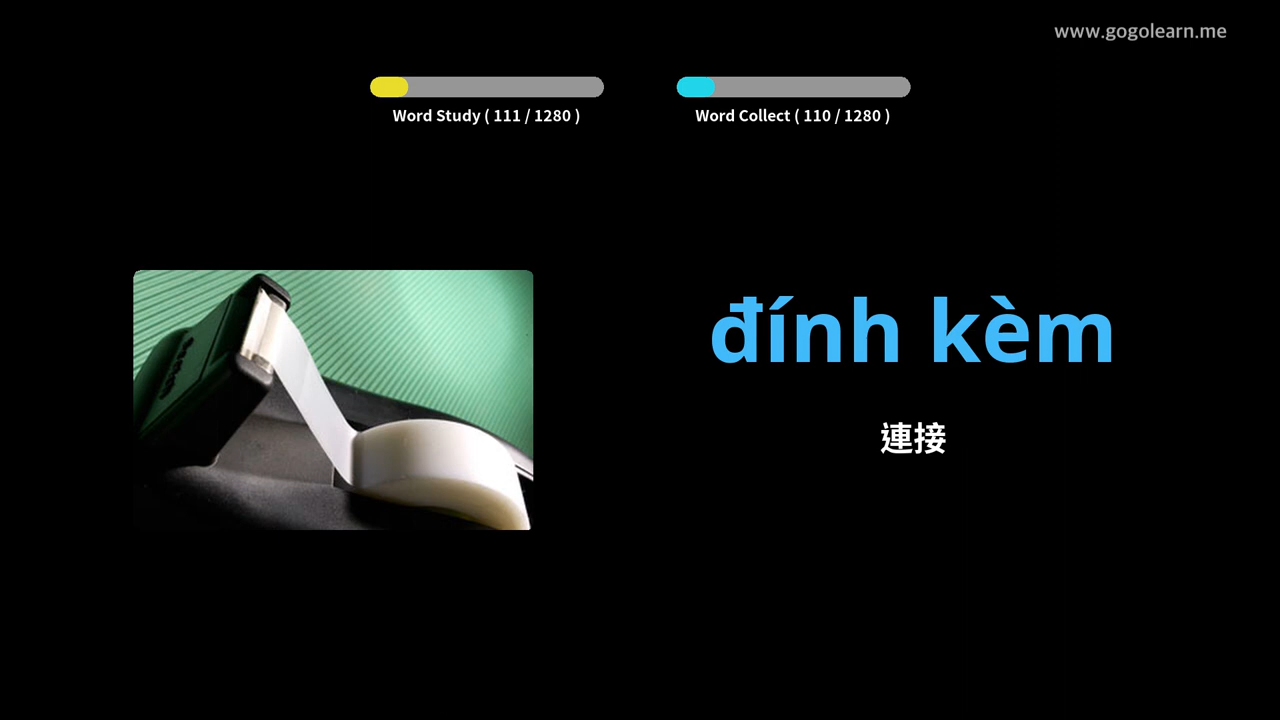 www.gogolearn.me
Word Study ( 111 / 1280 )
Word Collect ( 110 / 1280 )
đính kèm
連接